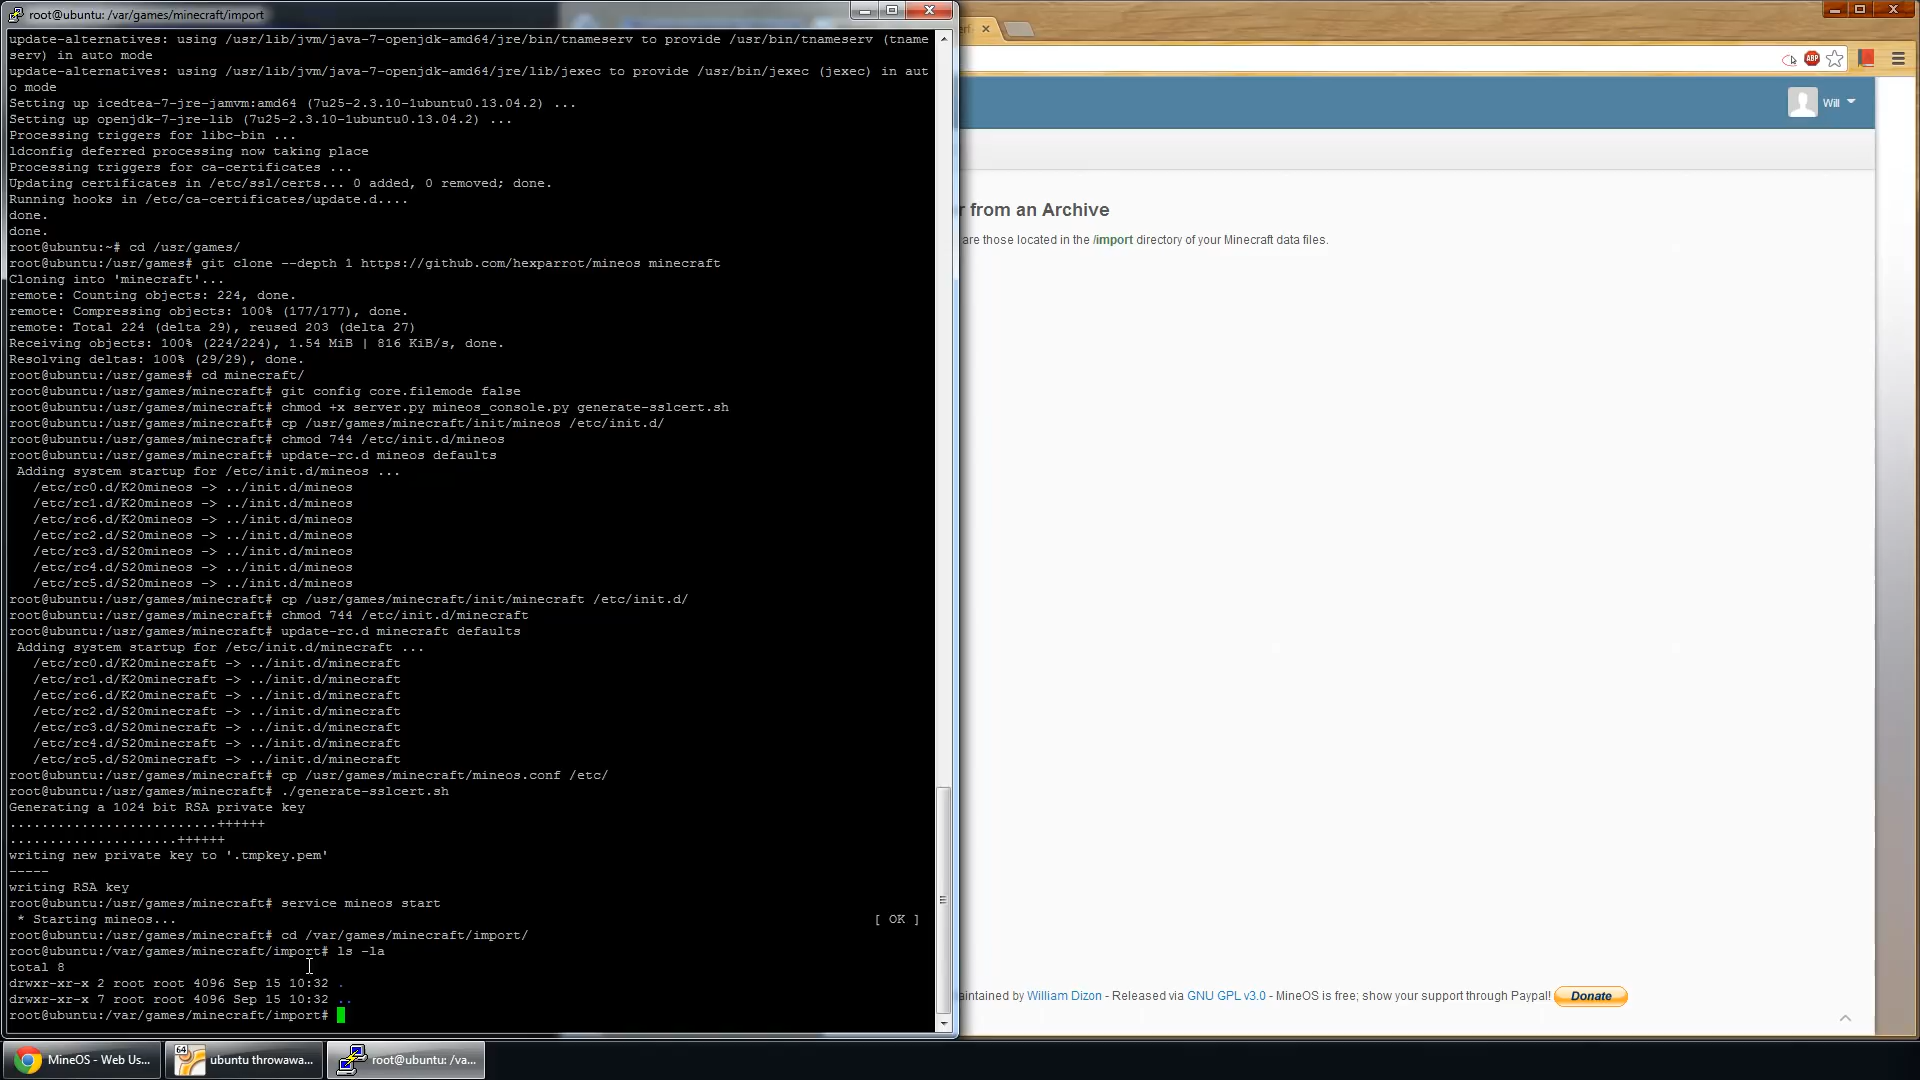 root@ubuntu: /var/games/minecraft/import
update-alternatives: using /usr/lib/jvm/java-7-openjdk-amd64/jre/bin/tnameserv to provide /usr/bin/tnameserv (tname
serv) in auto mode
update-alternatives: using /usr/lib/jvm/java-7-openjdk-amd64/jre/lib/jexec to provide /usr/bin/jexec (jexec) in aut
o mode
Setting up icedtea-7-jre-jamvm:amd64 (7u25-2.3.10-1ubuntu0.13.04.2) ...
Setting up openjdk-7-jre-lib (7u25-2.3.10-1ubuntu0.13.04.2) ...
Processing triggers for libc-bin ...
ldconfig deferred processing now taking place
Processing triggers for ca-certificates ...
Updating certificates in /etc/ssl/certs... 0 added, 0 removed; done.
Running hooks in /etc/ca-certificates/update.d....
done.
done.
root@ubuntu:~# cd /usr/games/
root@ubuntu:/usr/games# git clone --depth 1 https://github.com/hexparrot/mineos minecraft
Cloning into 'minecraft'...
remote: Counting objects: 224, done.
remote: Compressing objects: 100% (177/177), done.
remote: Total 224 (delta 29), reused 203 (delta 27)
Receiving objects: 100% (224/224), 1.54 MiB | 816 KiB/s, done.
Resolving deltas: 100% (29/29), done.
root@ubuntu:/usr/games# cd minecraft/
root@ubuntu:/usr/games/minecraft# git config core.filemode false
root@ubuntu:/usr/games/minecraft# chmod +x server.py mineos_console.py generate-sslcert.sh
root@ubuntu:/usr/games/minecraft# cp /usr/games/minecraft/init/mineos /etc/init.d/
root@ubuntu:/usr/games/minecraft# chmod 744 /etc/init.d/mineos
root@ubuntu:/usr/games/minecraft# update-rc.d mineos defaults
Adding system startup for /etc/init.d/mineos ...
/etc/rc0.d/K20mineos -> ../init.d/mineos
/etc/rc1.d/K20mineos -> ../init.d/mineos
/etc/rc6.d/K20mineos -> ../init.d/mineos
/etc/rc2.d/S20mineos -> ../init.d/mineos
/etc/rc3.d/S20mineos -> ../init.d/mineos
/etc/rc4.d/S20mineos -> ../init.d/mineos
/etc/rc5.d/S20mineos -> ../init.d/mineos
root@ubuntu:/usr/games/minecraft# cp /usr/games/minecraft/init/minecraft /etc/init.d/
root@ubuntu:/usr/games/minecraft# chmod 744 /etc/init.d/minecraft
root@ubuntu:/usr/games/minecraft# update-rc.d minecraft defaults
Adding system startup for /etc/init.d/minecraft ...
/etc/rc0.d/K20minecraft -> ../init.d/minecraft
/etc/rc1.d/K20minecraft -> ../init.d/minecraft
/etc/rc6.d/K20minecraft -> ../init.d/minecraft
/etc/rc2.d/S20minecraft -> ../init.d/minecraft
/etc/rc3.d/S20minecraft -> ../init.d/minecraft
/etc/rc4.d/S20minecraft -> ../init.d/minecraft
/etc/rc5.d/S20minecraft -> ../init.d/minecraft
root@ubuntu:/usr/games/minecraft# cp /usr/games/minecraft/mineos.conf /etc/
root@ubuntu:/usr/games/minecraft# ./generate-sslcert.sh
Generating a 1024 bit RSA private key
..........................++++++
.....................++++++
writing new private key to '.tmpkey.pem'
-----
writing RSA key
root@ubuntu:/usr/games/minecraft# service mineos start
* Starting mineos... [ OK ]
root@ubuntu:/usr/games/minecraft# cd /var/games/minecraft/import/
root@ubuntu:/var/games/minecraft/import# ls -la
total 8
drwxr-xr-x 2 root root 4096 Sep 15 10:32 .
drwxr-xr-x 7 root root 4096 Sep 15 10:32 ..
root@ubuntu:/var/games/minecraft/import#
ABP
Will
r from an Archive
are those located in the /import directory of your Minecraft data files.
aintained by William Dizon - Released via GNU GPL v3.0 - MineOS is free; show your support through Paypal! Donate
MineOS - Web Us...
64
ubuntu throwawa...
root@ubuntu: /va...